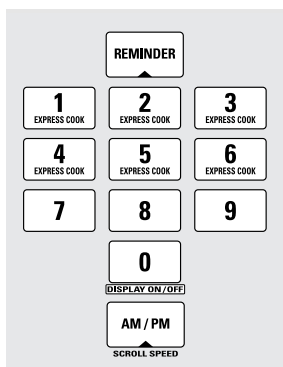 REMINDER
1 2 3
EXPRESS COOK EXPRESS COOK EXPRESS COOK
4 5 6
EXPRESS COOK EXPRESS COOK EXPRESS COOK
7 8 9
0
DISPLAY ON/OFF
AM / PM
SCROLL SPEED